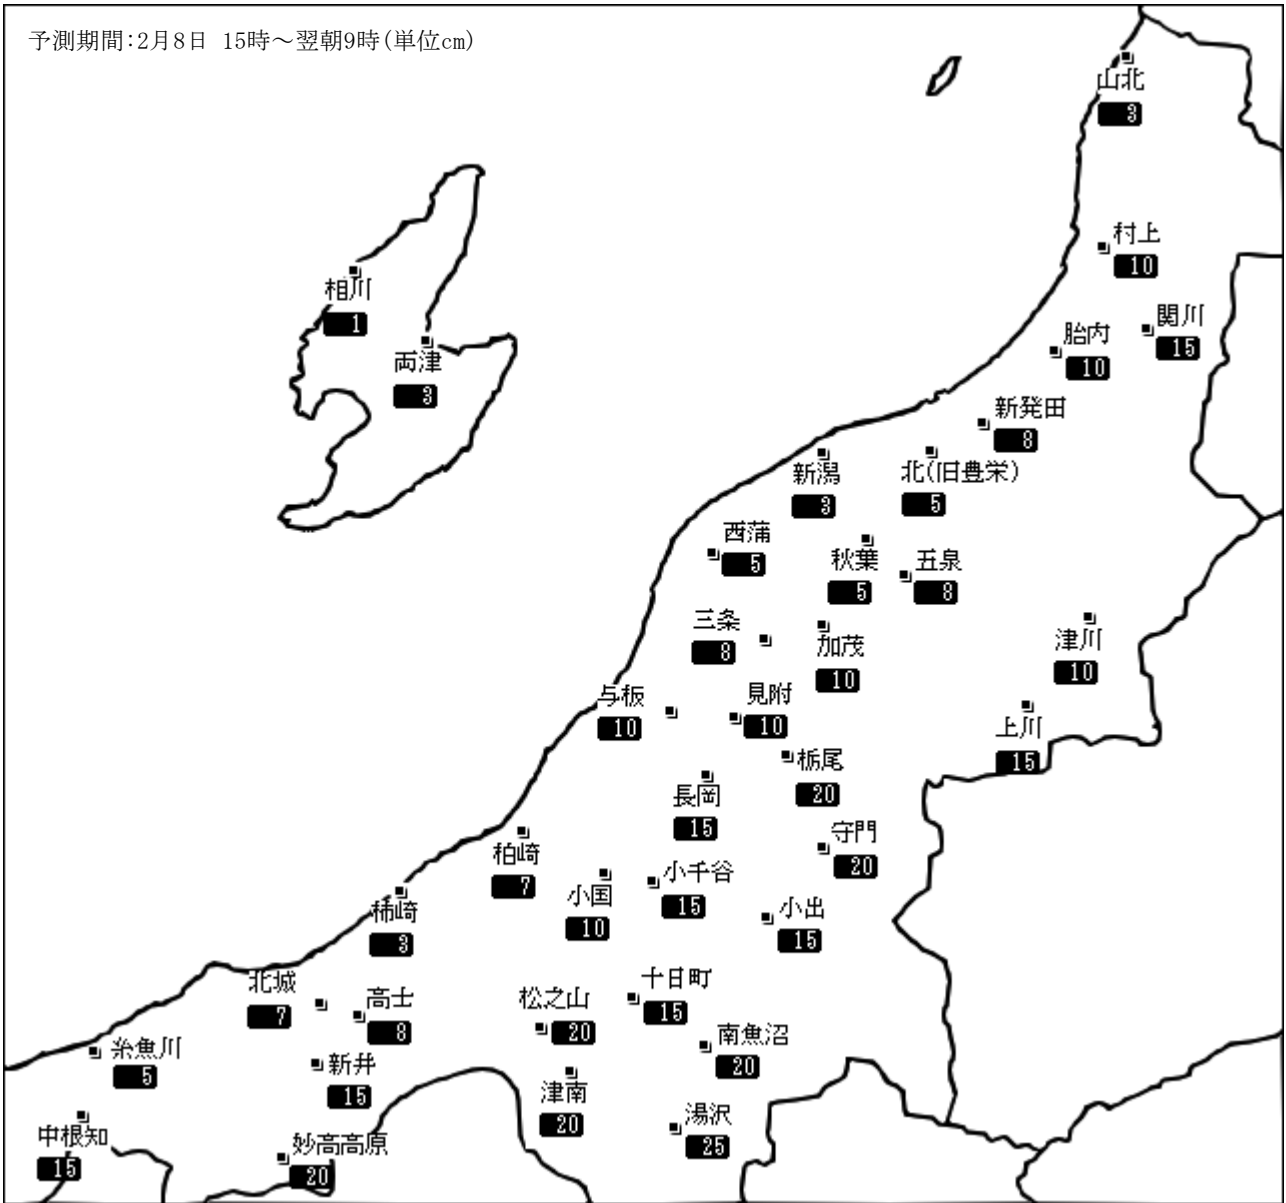 予測期間:2月8日 15時～翌朝9時(単位cm)
山北
3
村上
10
相川
1
関川
15
胎内
10
両津
3
新発田
8
新潟
3
北(旧豊栄)
5
西蒲
5
秋葉
5
五泉
8
三条
8
加茂
10
津川
10
与板
10
見附
10
上川
15
栃尾
20
長岡
15
守門
20
柏崎
7
小千谷
15
小国
10
柿崎
3
小出
15
北城
7
高士
8
松之山
20
十日町
15
南魚沼
20
糸魚川
5
新井
15
津南
20
湯沢
25
中根知
15
妙高高原
20